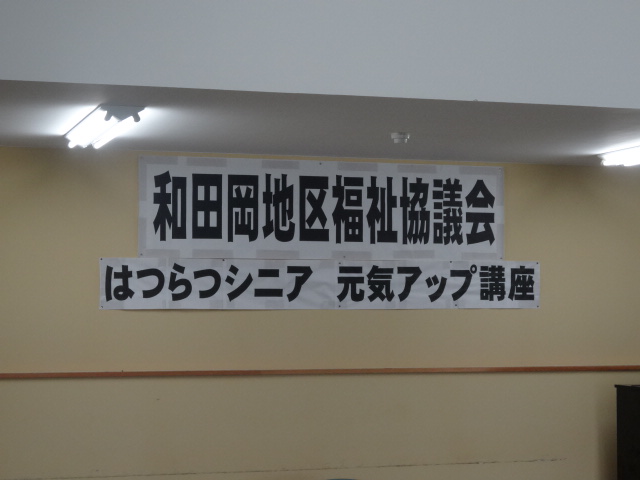 和田岡地区福祉協議会
はつらつシニア　元気アップ講座